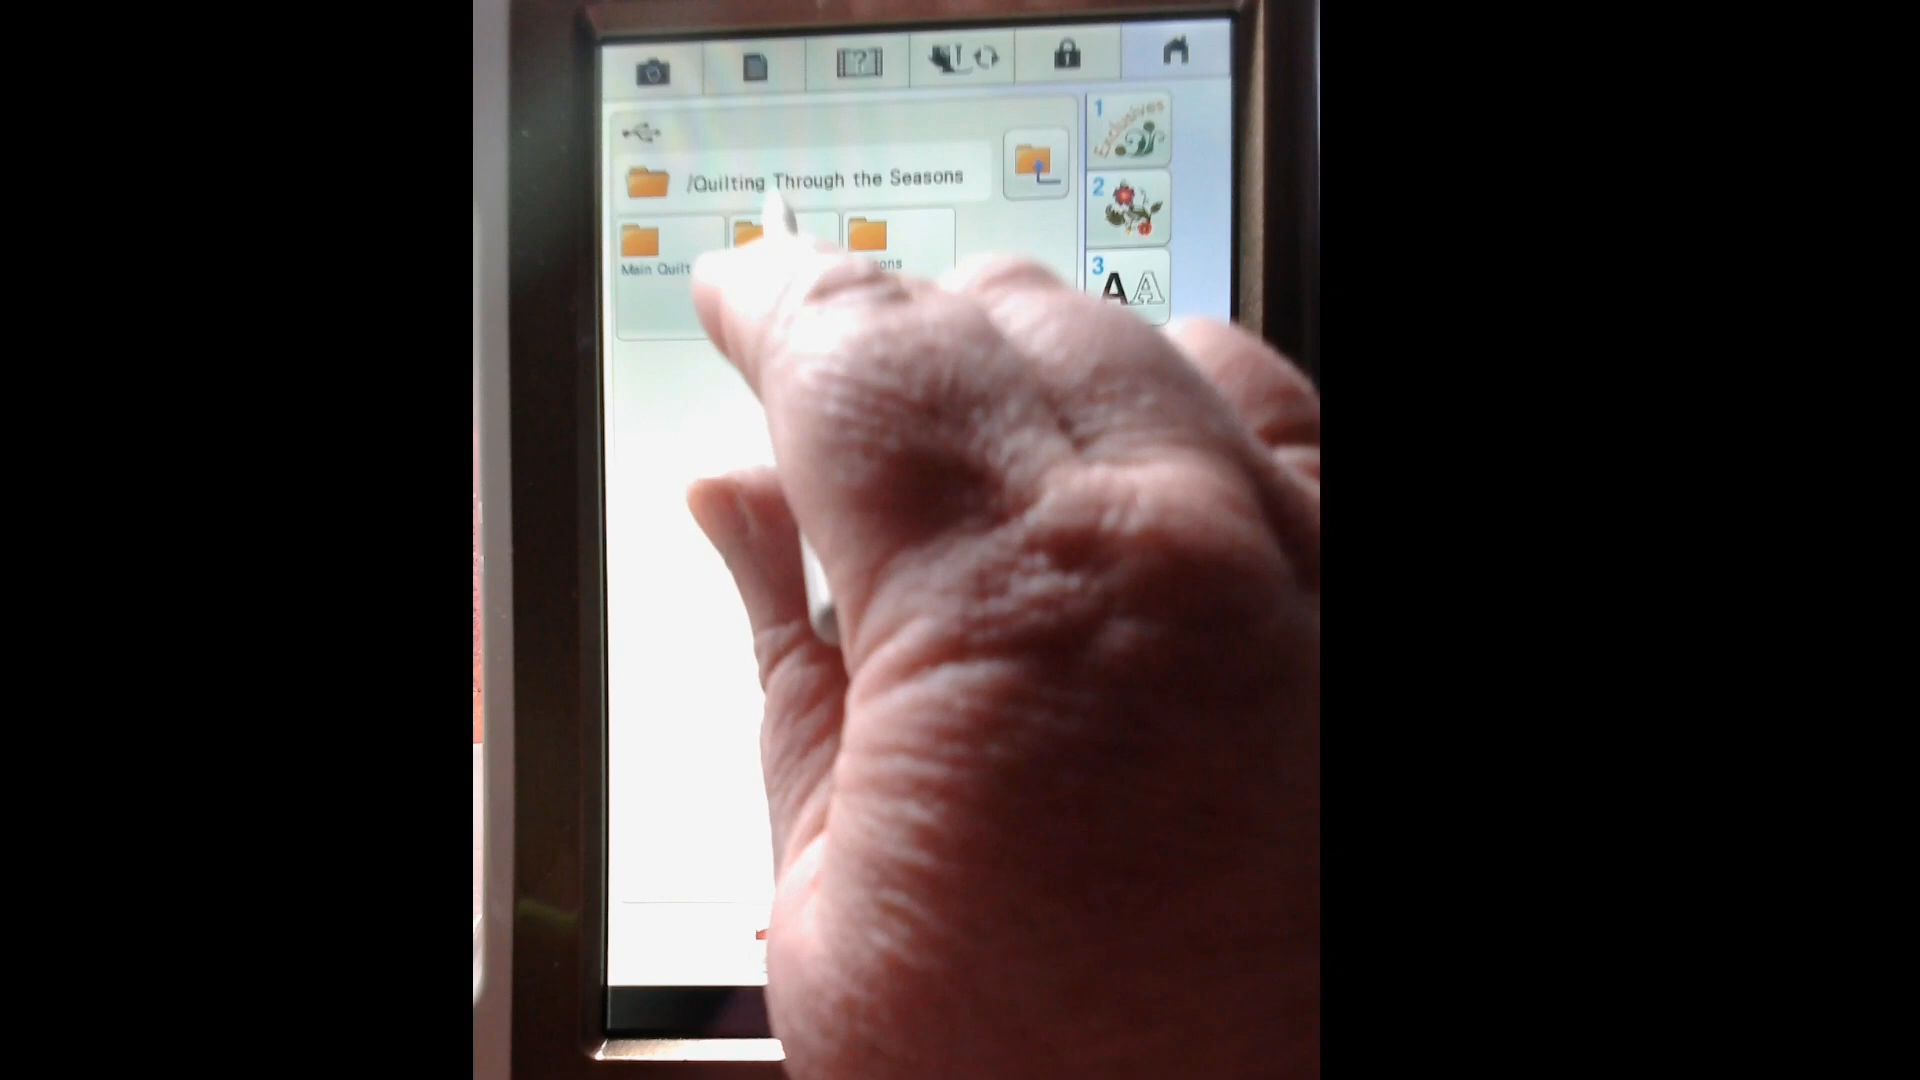 1
Exclusives
/Quilting Through the Seasons
2
Main Quilt
3
AA